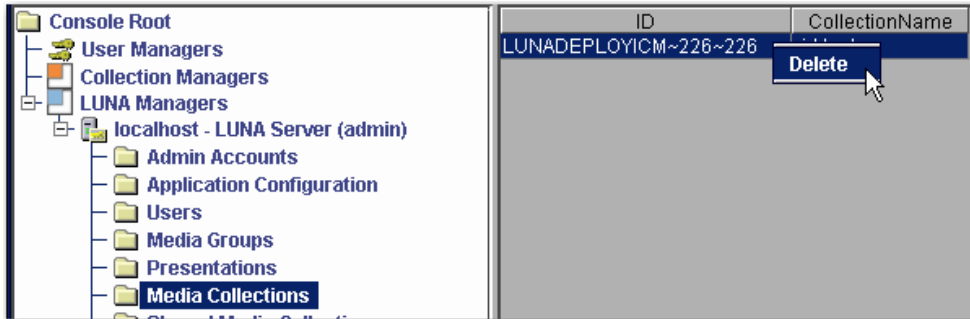 Console Root
User Managers
Collection Managers
LUNA Managers
localhost - LUNA Server (admin)
Admin Accounts
Application Configuration
Users
Media Groups
Presentations
Media Collections
ID CollectionName
LUNADEPLOYICM~226~226
Delete